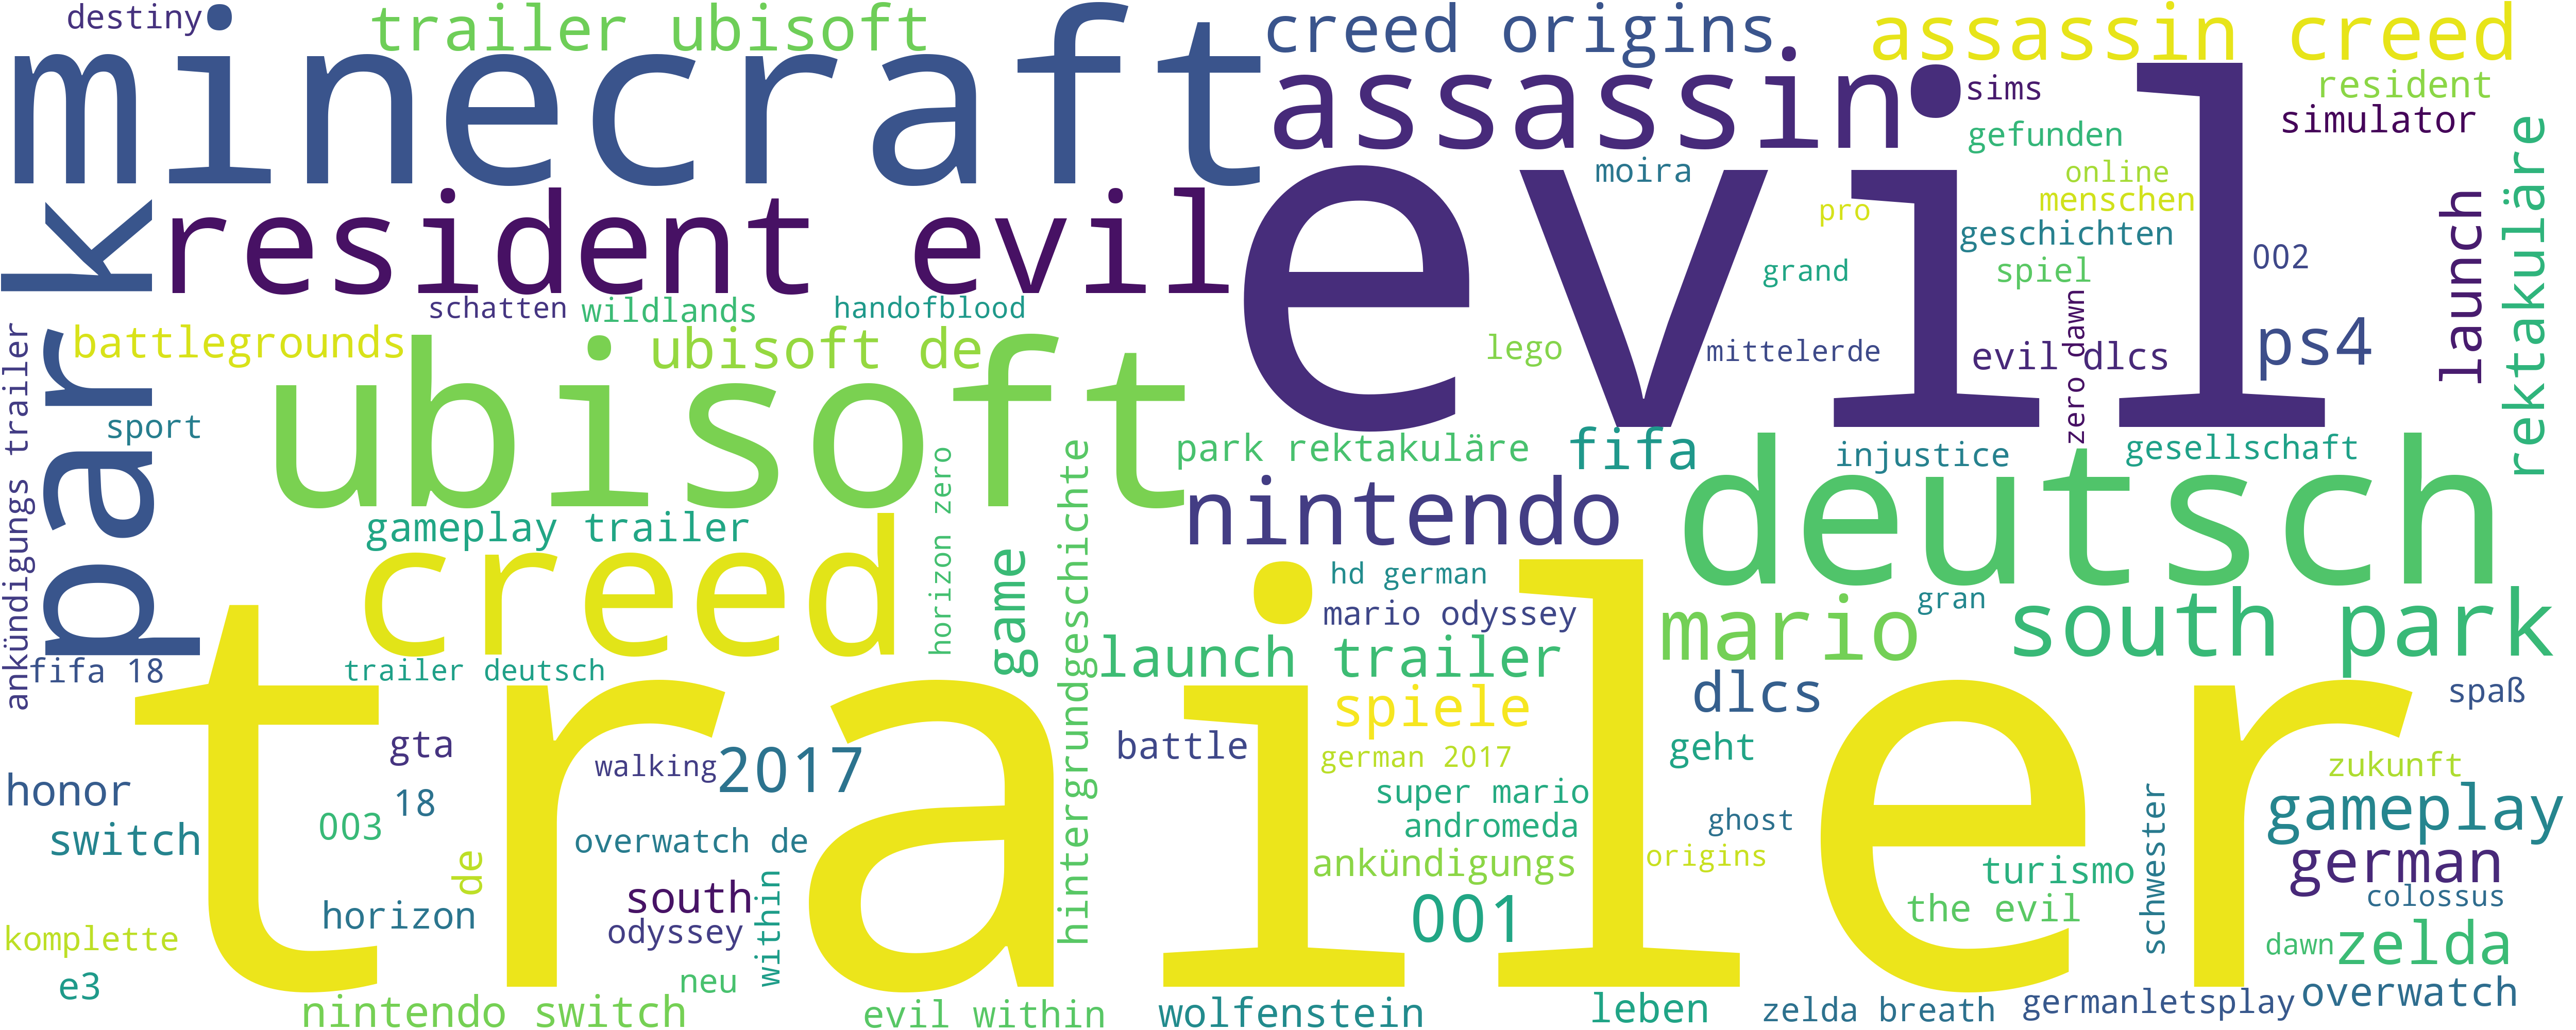 destiny
trailer ubisoft
creed origins
assassin creed
minecraft
assassin
sims
resident
simulator
gefunden
rektakuläre
moira
online
menschen
evil
pro
launch
resident evil
geschichten
002
grand
spiel
schatten
wildlands
handofblood
zero dawn
ankündigungs trailer
battlegrounds
park
ubisoft de
lego
mittelerde
evil dlcs
ps4
ubisoft
sport
horizon zero
hintergrundgeschichte
park rektakuläre
fifa
injustice
gesellschaft
nintendo
deutsch
gameplay trailer
creed
game
hd german
mario odyssey
mario
gran
south park
fifa 18
trailer deutsch
launch trailer
trailer
spiele
dlcs
spaß
gta
walking
2017
battle
german 2017
geht
zukunft
honor
18
super mario
schwester
gameplay
003
switch
overwatch de
andromeda
ghost
de
ankündigungs
origins
turismo
german
south
within
colossus
horizon
odyssey
001
the evil
komplette
dawn
zelda
e3
neu
overwatch
nintendo switch
evil within
wolfenstein
leben
zelda breath
germanletsplay